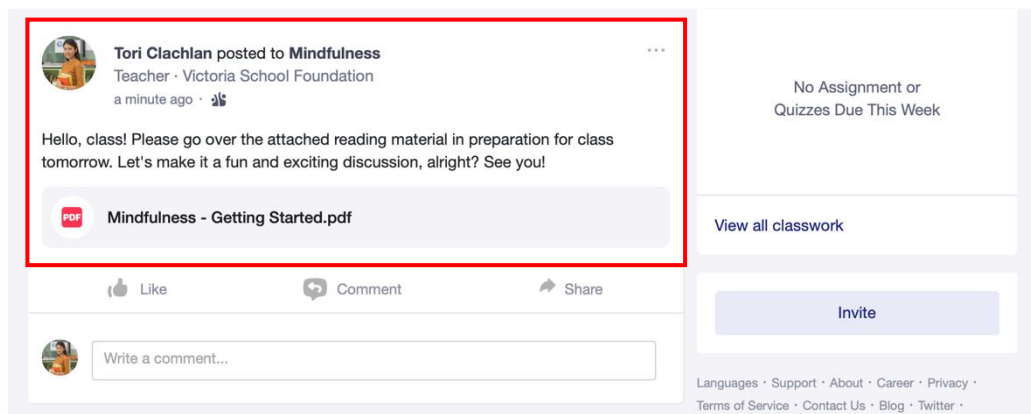 Tori Clachlan posted to Mindfulness
Teacher · Victoria School Foundation
a minute ago ·
Hello, class! Please go over the attached reading material in preparation for class
tomorrow. Let's make it a fun and exciting discussion, alright? See you!
PDF
Mindfulness - Getting Started.pdf
Like
Comment
Share
Write a comment...
No Assignment or
Quizzes Due This Week
View all classwork
Invite
Languages · Support · About · Career · Privacy ·
Terms of Service · Contact Us · Blog · Twitter ·